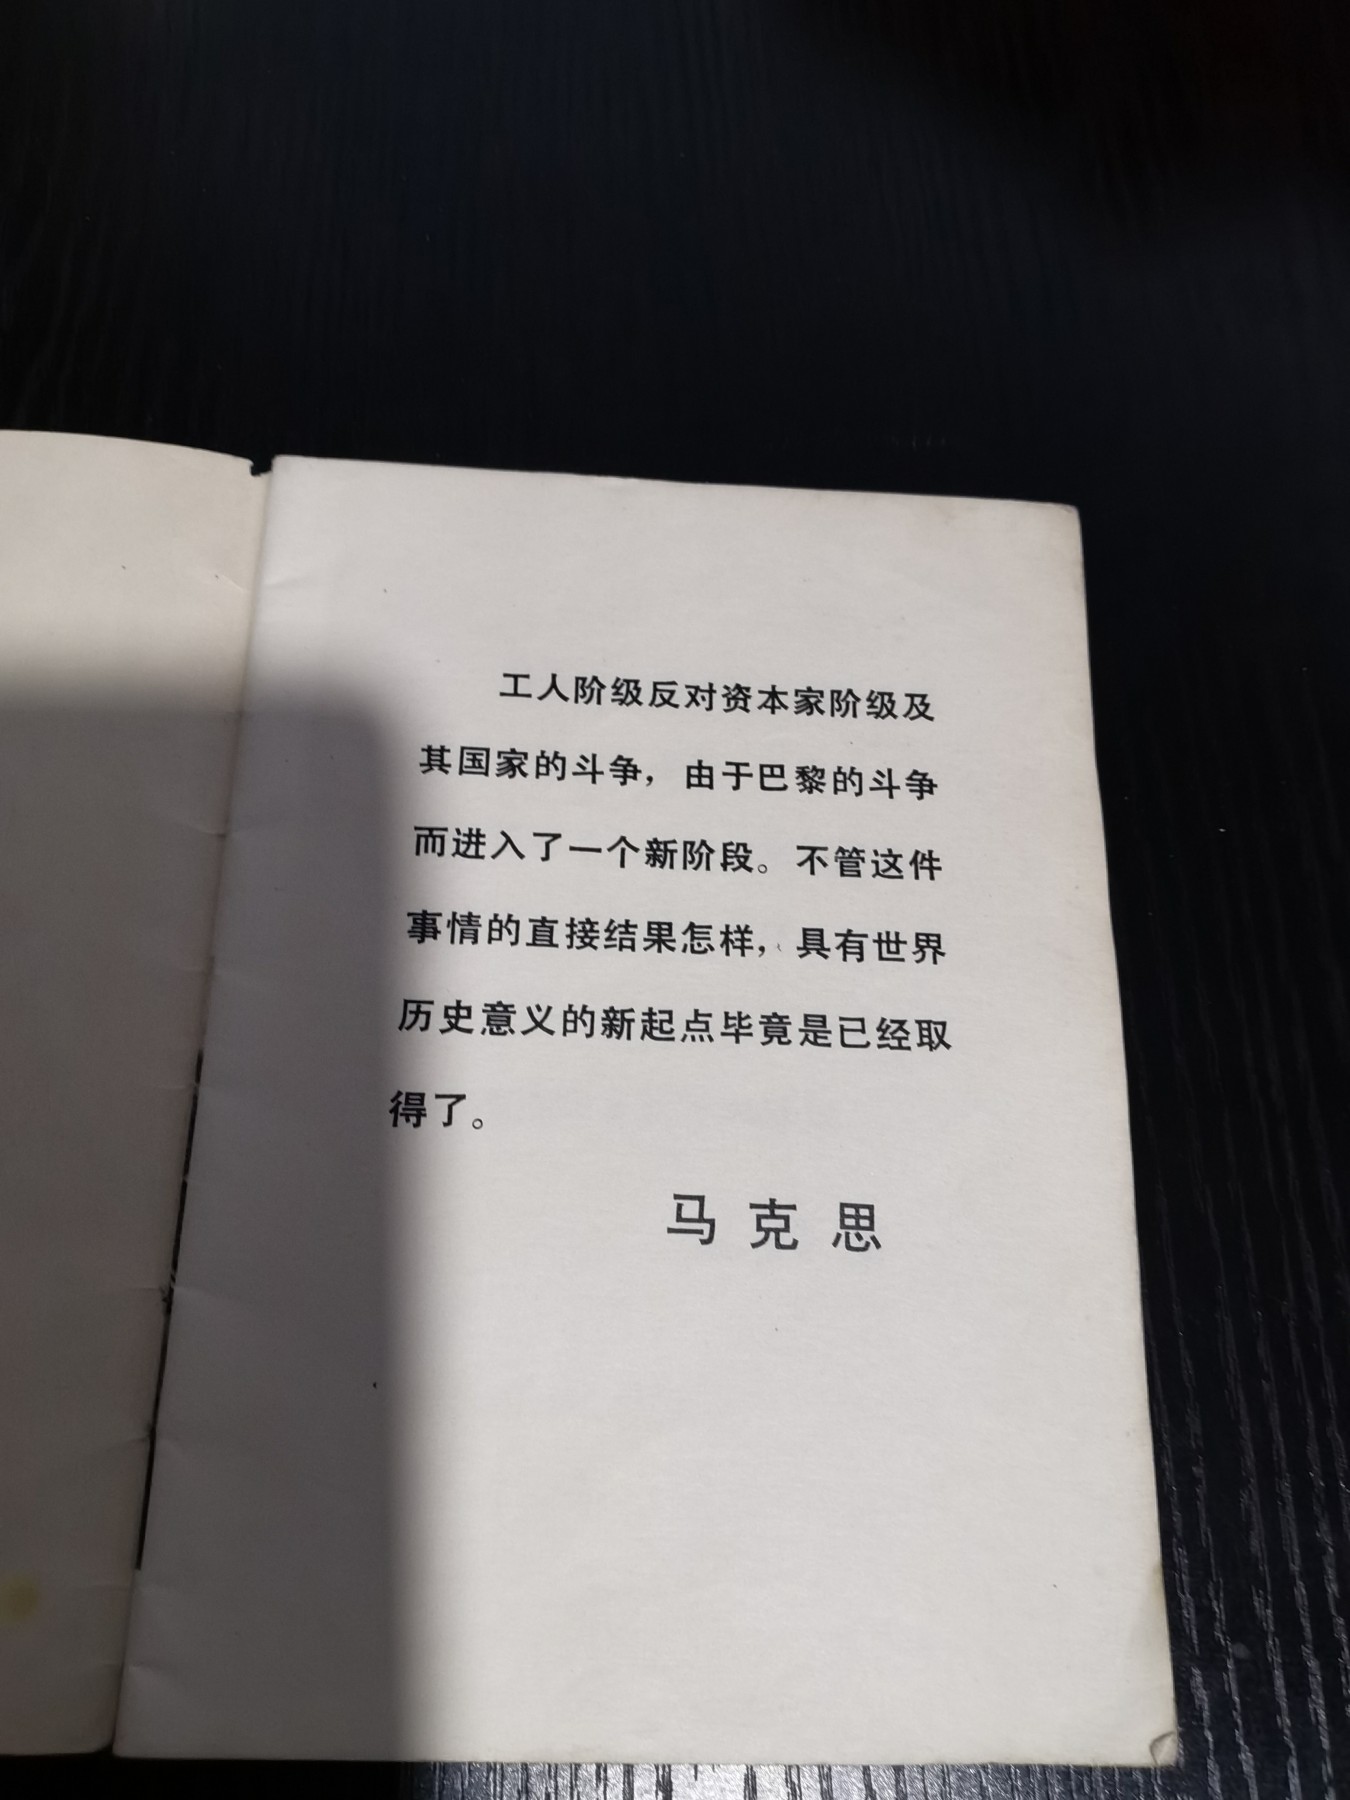 工人阶级反对资本家阶级及
其国家的斗争，由于巴黎的斗争
而进入了一个新阶段。不管这件
事情的直接结果怎样，具有世界
历史意义的新起点毕竟是已经取
得了。
马克思